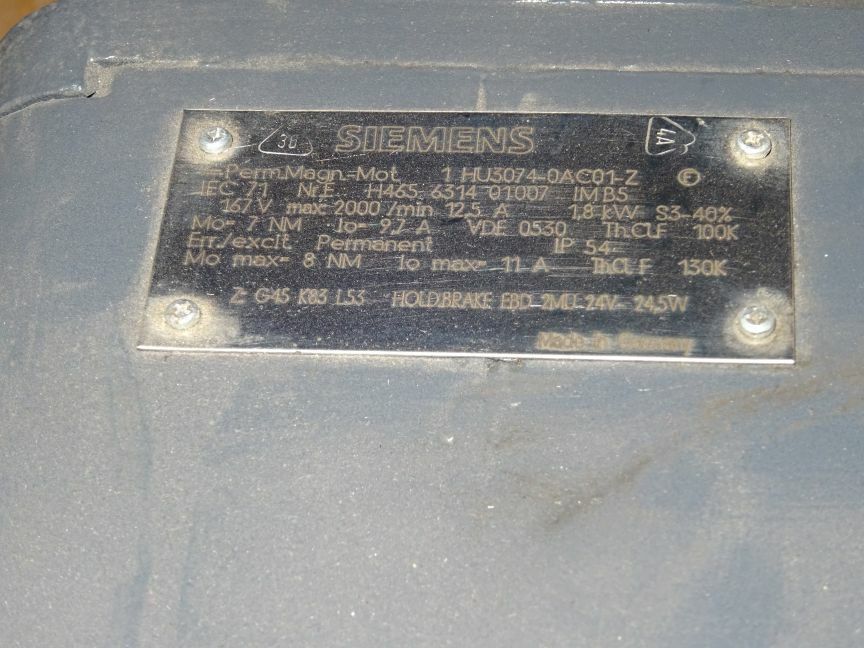 30 SIEMENS 4A
=Perm.Magn.-Mot. 1 HU3074-0AC01-Z ©
IEC 71 Nr.E H465 6314 01007 IM B5
167 V max 2000 /min 12,5 A 1,8 kW S3-40%
Mo= 7 NM Io= 9,7 A VDE 0530 Th.Cl.F 100K
Err./excit. Permanent IP 54
Mo max= 8 NM Io max= 11 A Th.Cl.F 130K
Z: G45 K83 L53 HOLD.BRAKE EBD 24V- 24,5W
Made in Germany